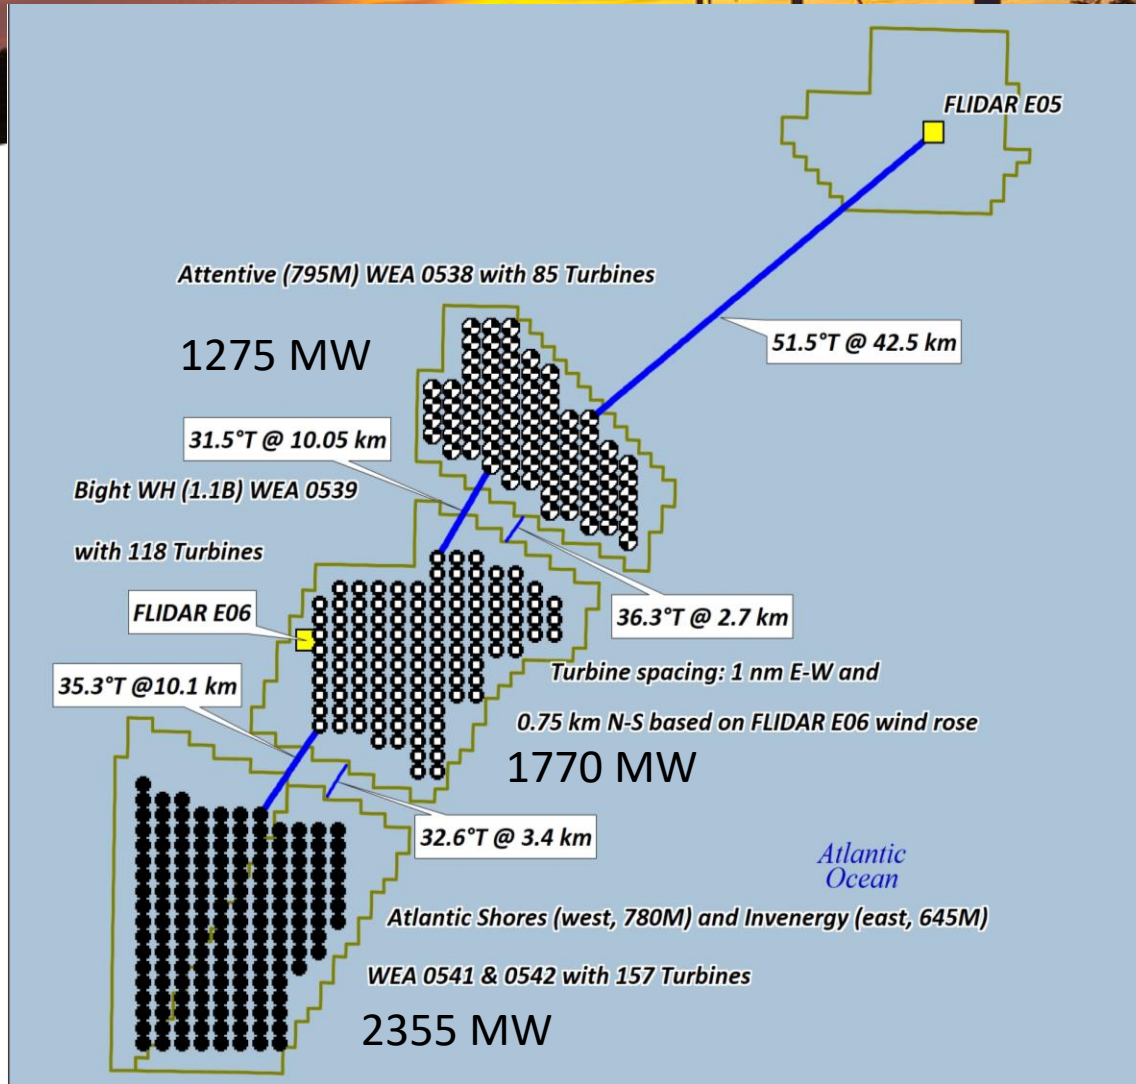 FLIDAR E05
Attentive (795M) WEA 0538 with 85 Turbines
51.5°T @ 42.5 km
1275 MW
31.5°T @ 10.05 km
Bight WH (1.1B) WEA 0539
with 118 Turbines
FLIDAR E06
36.3°T @ 2.7 km
35.3°T @10.1 km
Turbine spacing: 1 nm E-W and
0.75 km N-S based on FLIDAR E06 wind rose
1770 MW
32.6°T @ 3.4 km
Atlantic
Ocean
Atlantic Shores (west, 780M) and Invenergy (east, 645M)
WEA 0541 & 0542 with 157 Turbines
2355 MW